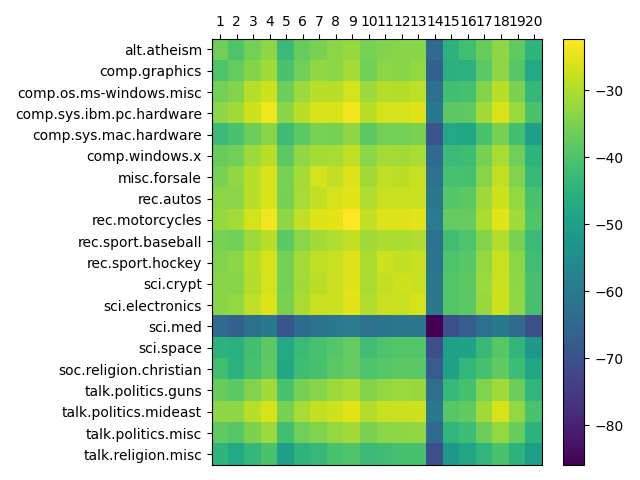 1 2 3 4 5 6 7 8 9 10 11 12 13 14 15 16 17 18 19 20
alt.atheism
comp.graphics
comp.os.ms-windows.misc
comp.sys.ibm.pc.hardware
comp.sys.mac.hardware
comp.windows.x
misc.forsale
rec.autos
rec.motorcycles
rec.sport.baseball
rec.sport.hockey
sci.crypt
sci.electronics
sci.med
sci.space
soc.religion.christian
talk.politics.guns
talk.politics.mideast
talk.politics.misc
talk.religion.misc
−30
−40
−50
−60
−70
−80